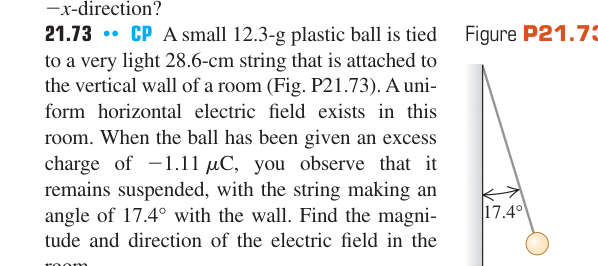 −x-direction?
21.73 •• CP A small 12.3-g plastic ball is tied
to a very light 28.6-cm string that is attached to
the vertical wall of a room (Fig. P21.73). A uni-
form horizontal electric field exists in this
room. When the ball has been given an excess
charge of −1.11 μC, you observe that it
remains suspended, with the string making an
angle of 17.4° with the wall. Find the magni-
tude and direction of the electric field in the
Figure P21.73
17.4°